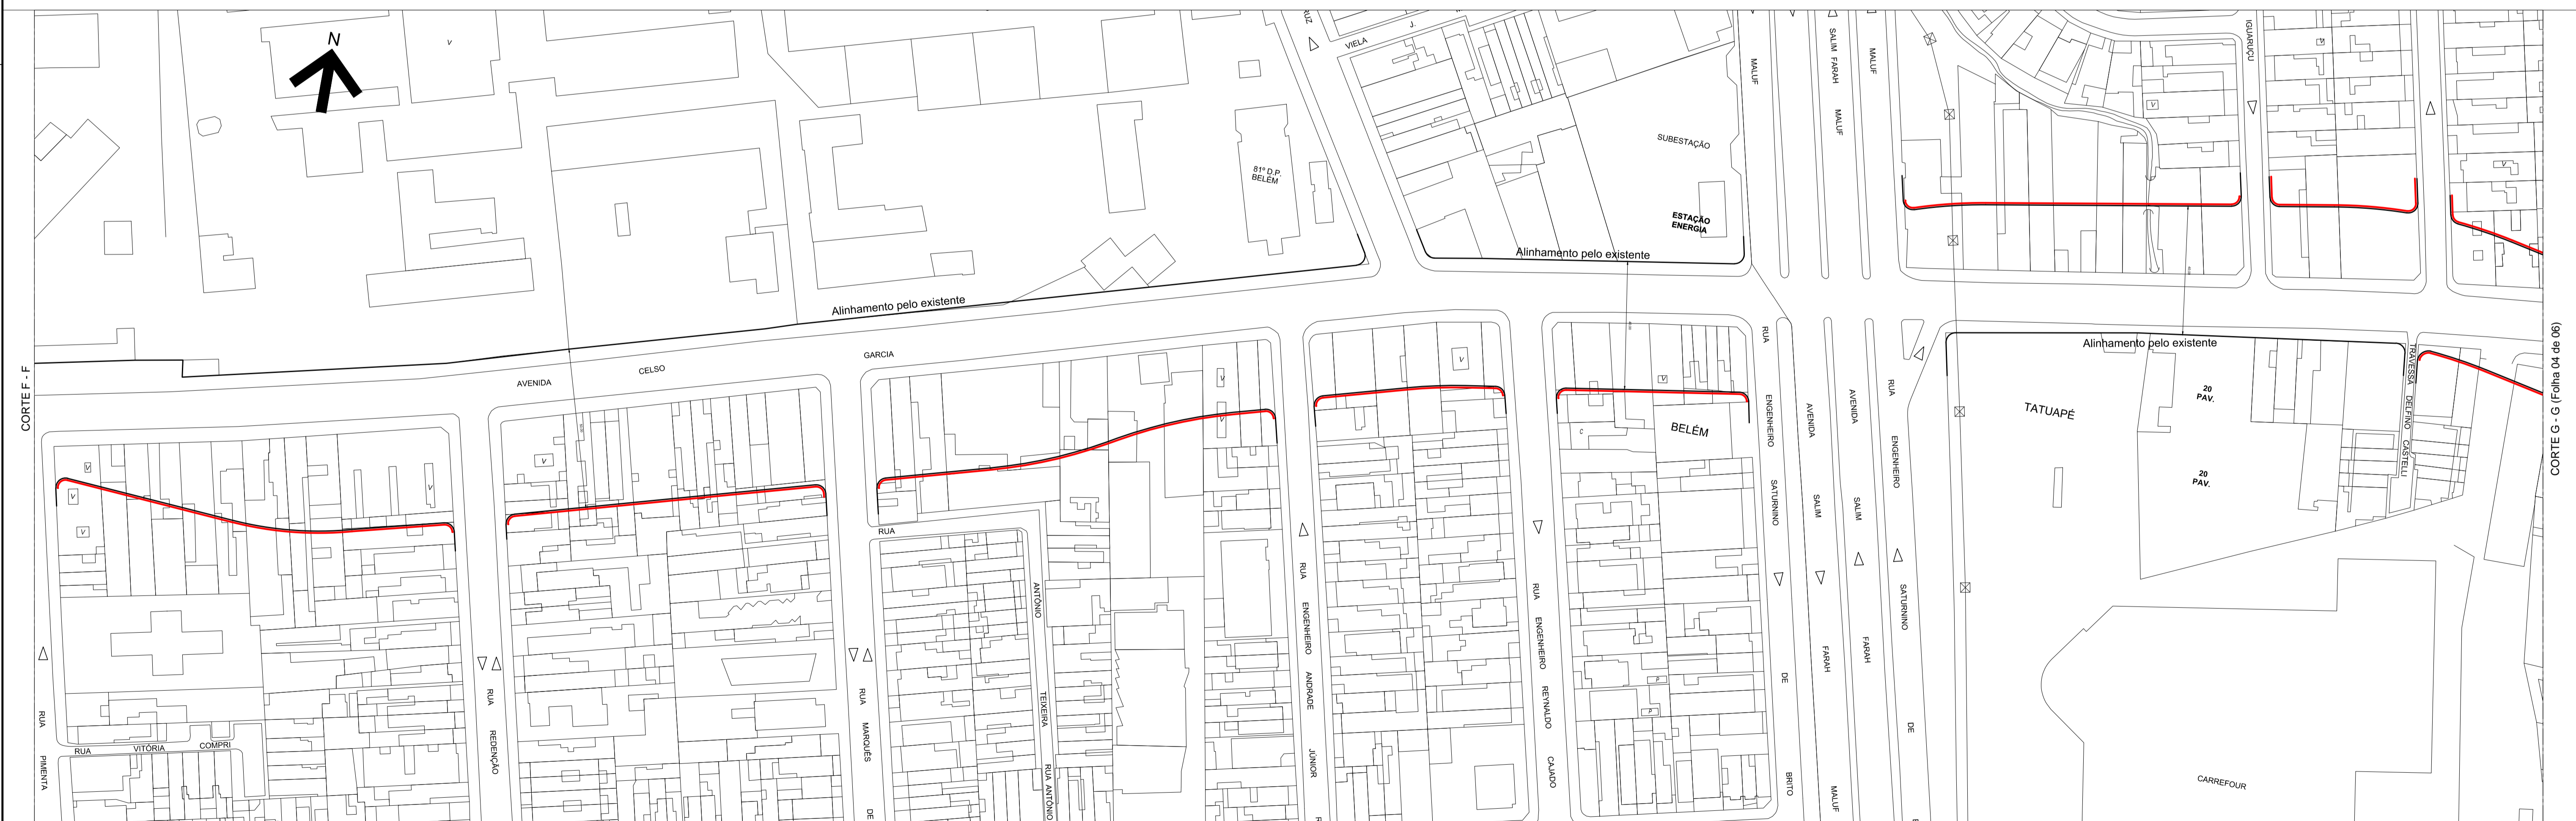 N
V
RUZ
VIELA
J.
MALUF
SALIM FARAH MALUF
MALUF
IGUARUÇU
V
V
V
SUBESTAÇÃO
81º D.P.
BELÉM
ESTAÇÃO
ENERGIA
Alinhamento pelo existente
Alinhamento pelo existente
Alinhamento pelo existente
CORTE F - F
CORTE G - G (Folha 04 de 06)
AVENIDA CELSO GARCIA
V
V
V
V
V
V
V
V
V
C
BELÉM
TATUAPÉ
20
PAV.
20
PAV.
TRAVESSA DELFINO CASTELLI
RUA ENGENHEIRO SATURNINO DE BRITO
AVENIDA SALIM FARAH MALUF
AVENIDA SALIM FARAH
RUA ENGENHEIRO SATURNINO DE
RUA
ANTÔNIO
TEIXEIRA
RUA ANTÔNIO
RUA ENGENHEIRO ANDRADE JÚNIOR
RUA ENGENHEIRO REYNALDO CAJADO
P
P
RUA PIMENTA
RUA VITÓRIA COMPRI
RUA REDENÇÃO
RUA MARQUÊS DE
CARREFOUR